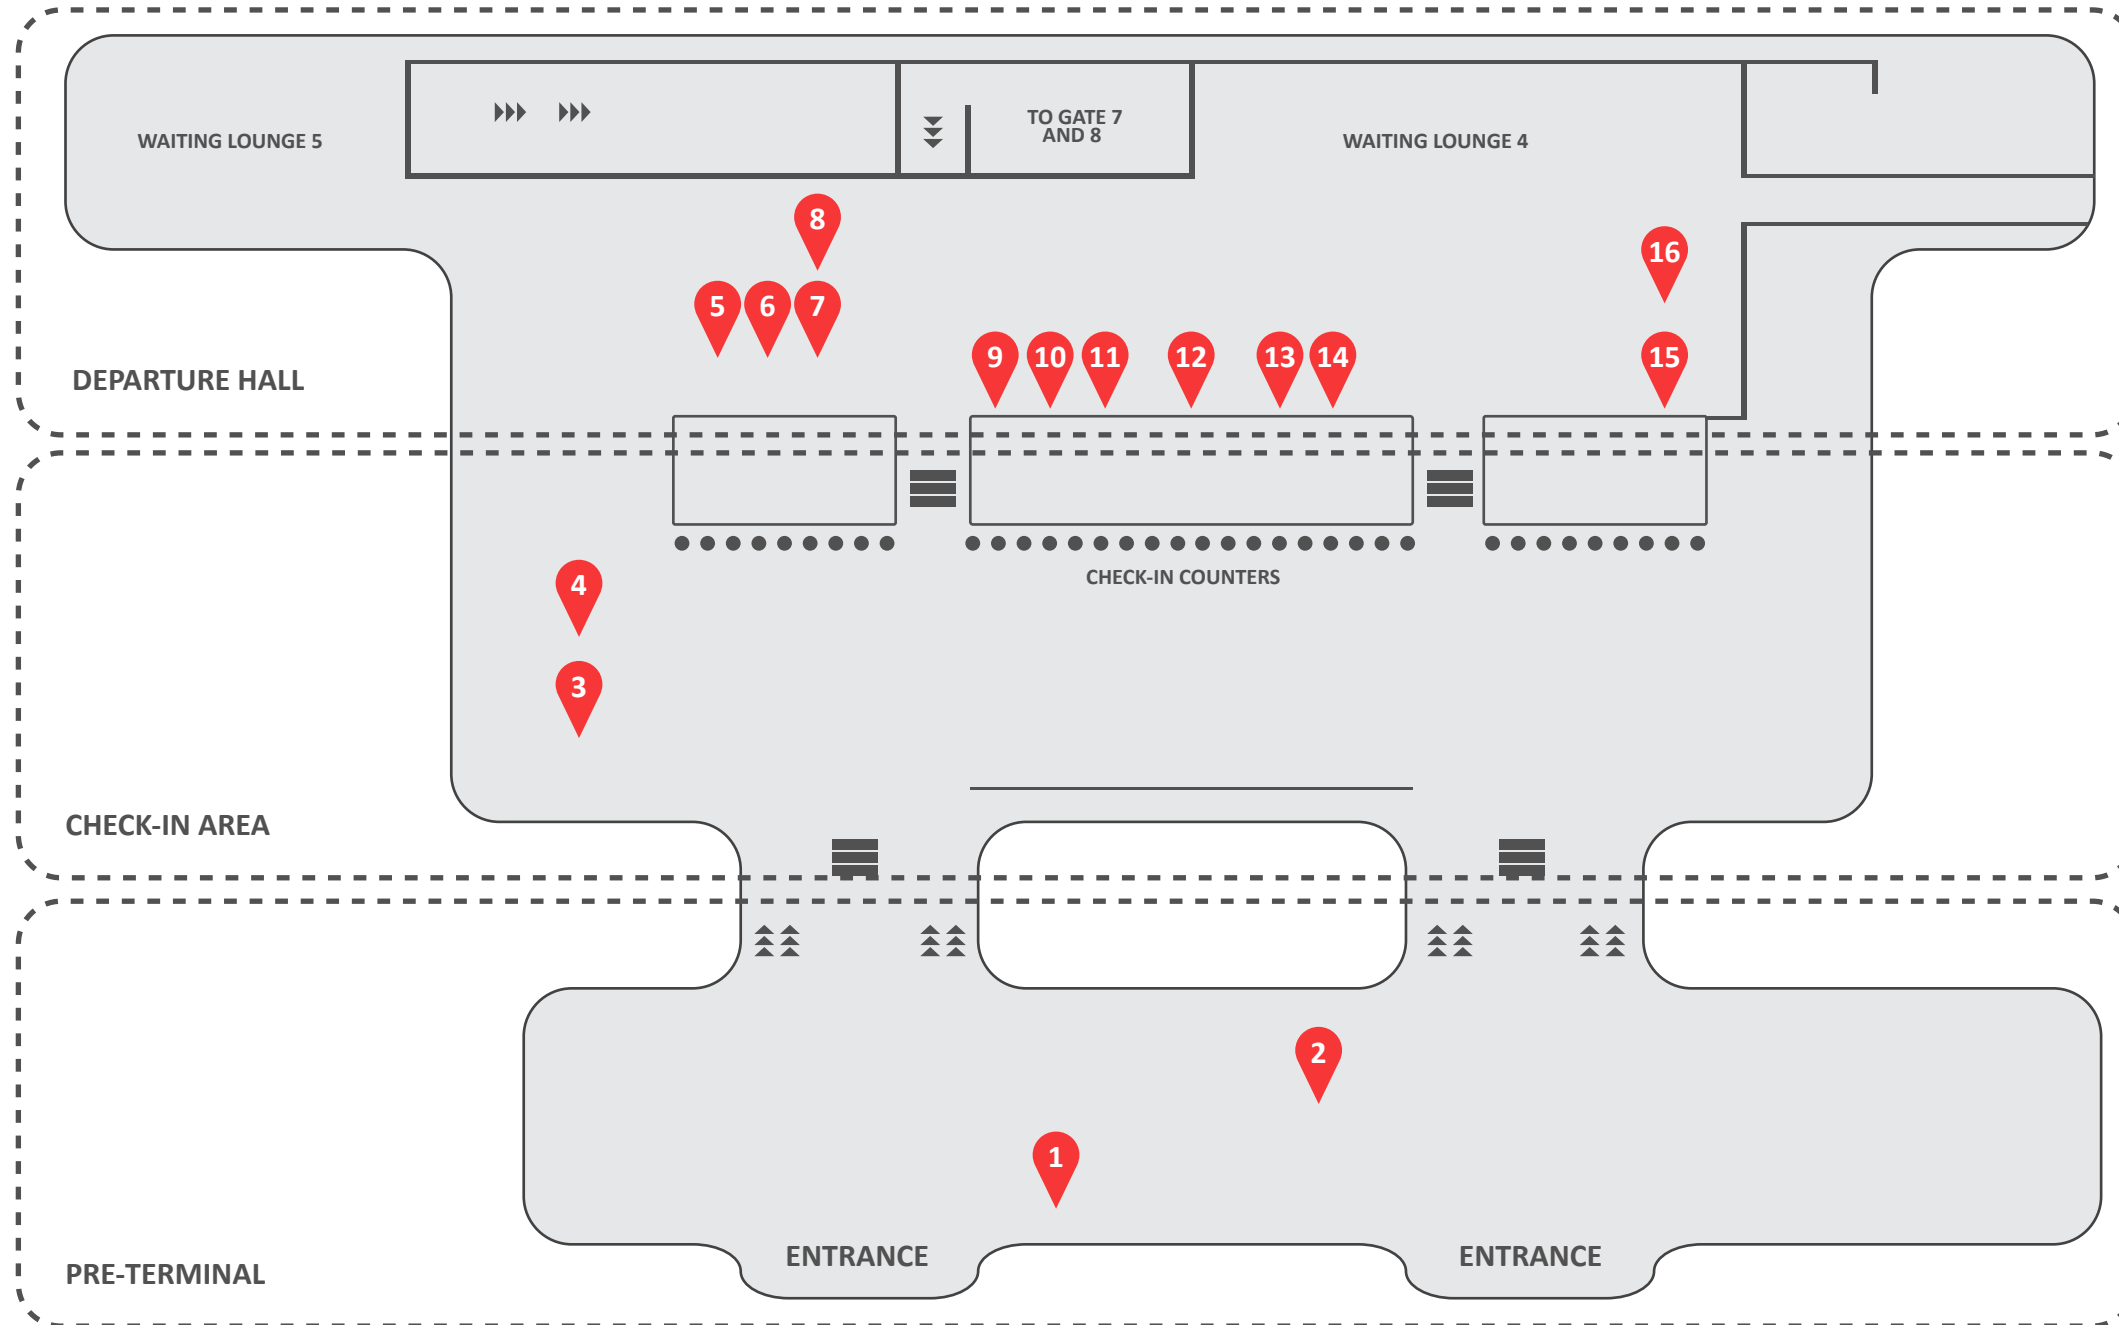 WAITING LOUNGE 5
TO GATE 7
AND 8
WAITING LOUNGE 4
8
16
5
6
7
9
10
11
12
13
14
15
DEPARTURE HALL
CHECK-IN COUNTERS
4
3
CHECK-IN AREA
2
1
ENTRANCE
ENTRANCE
PRE-TERMINAL